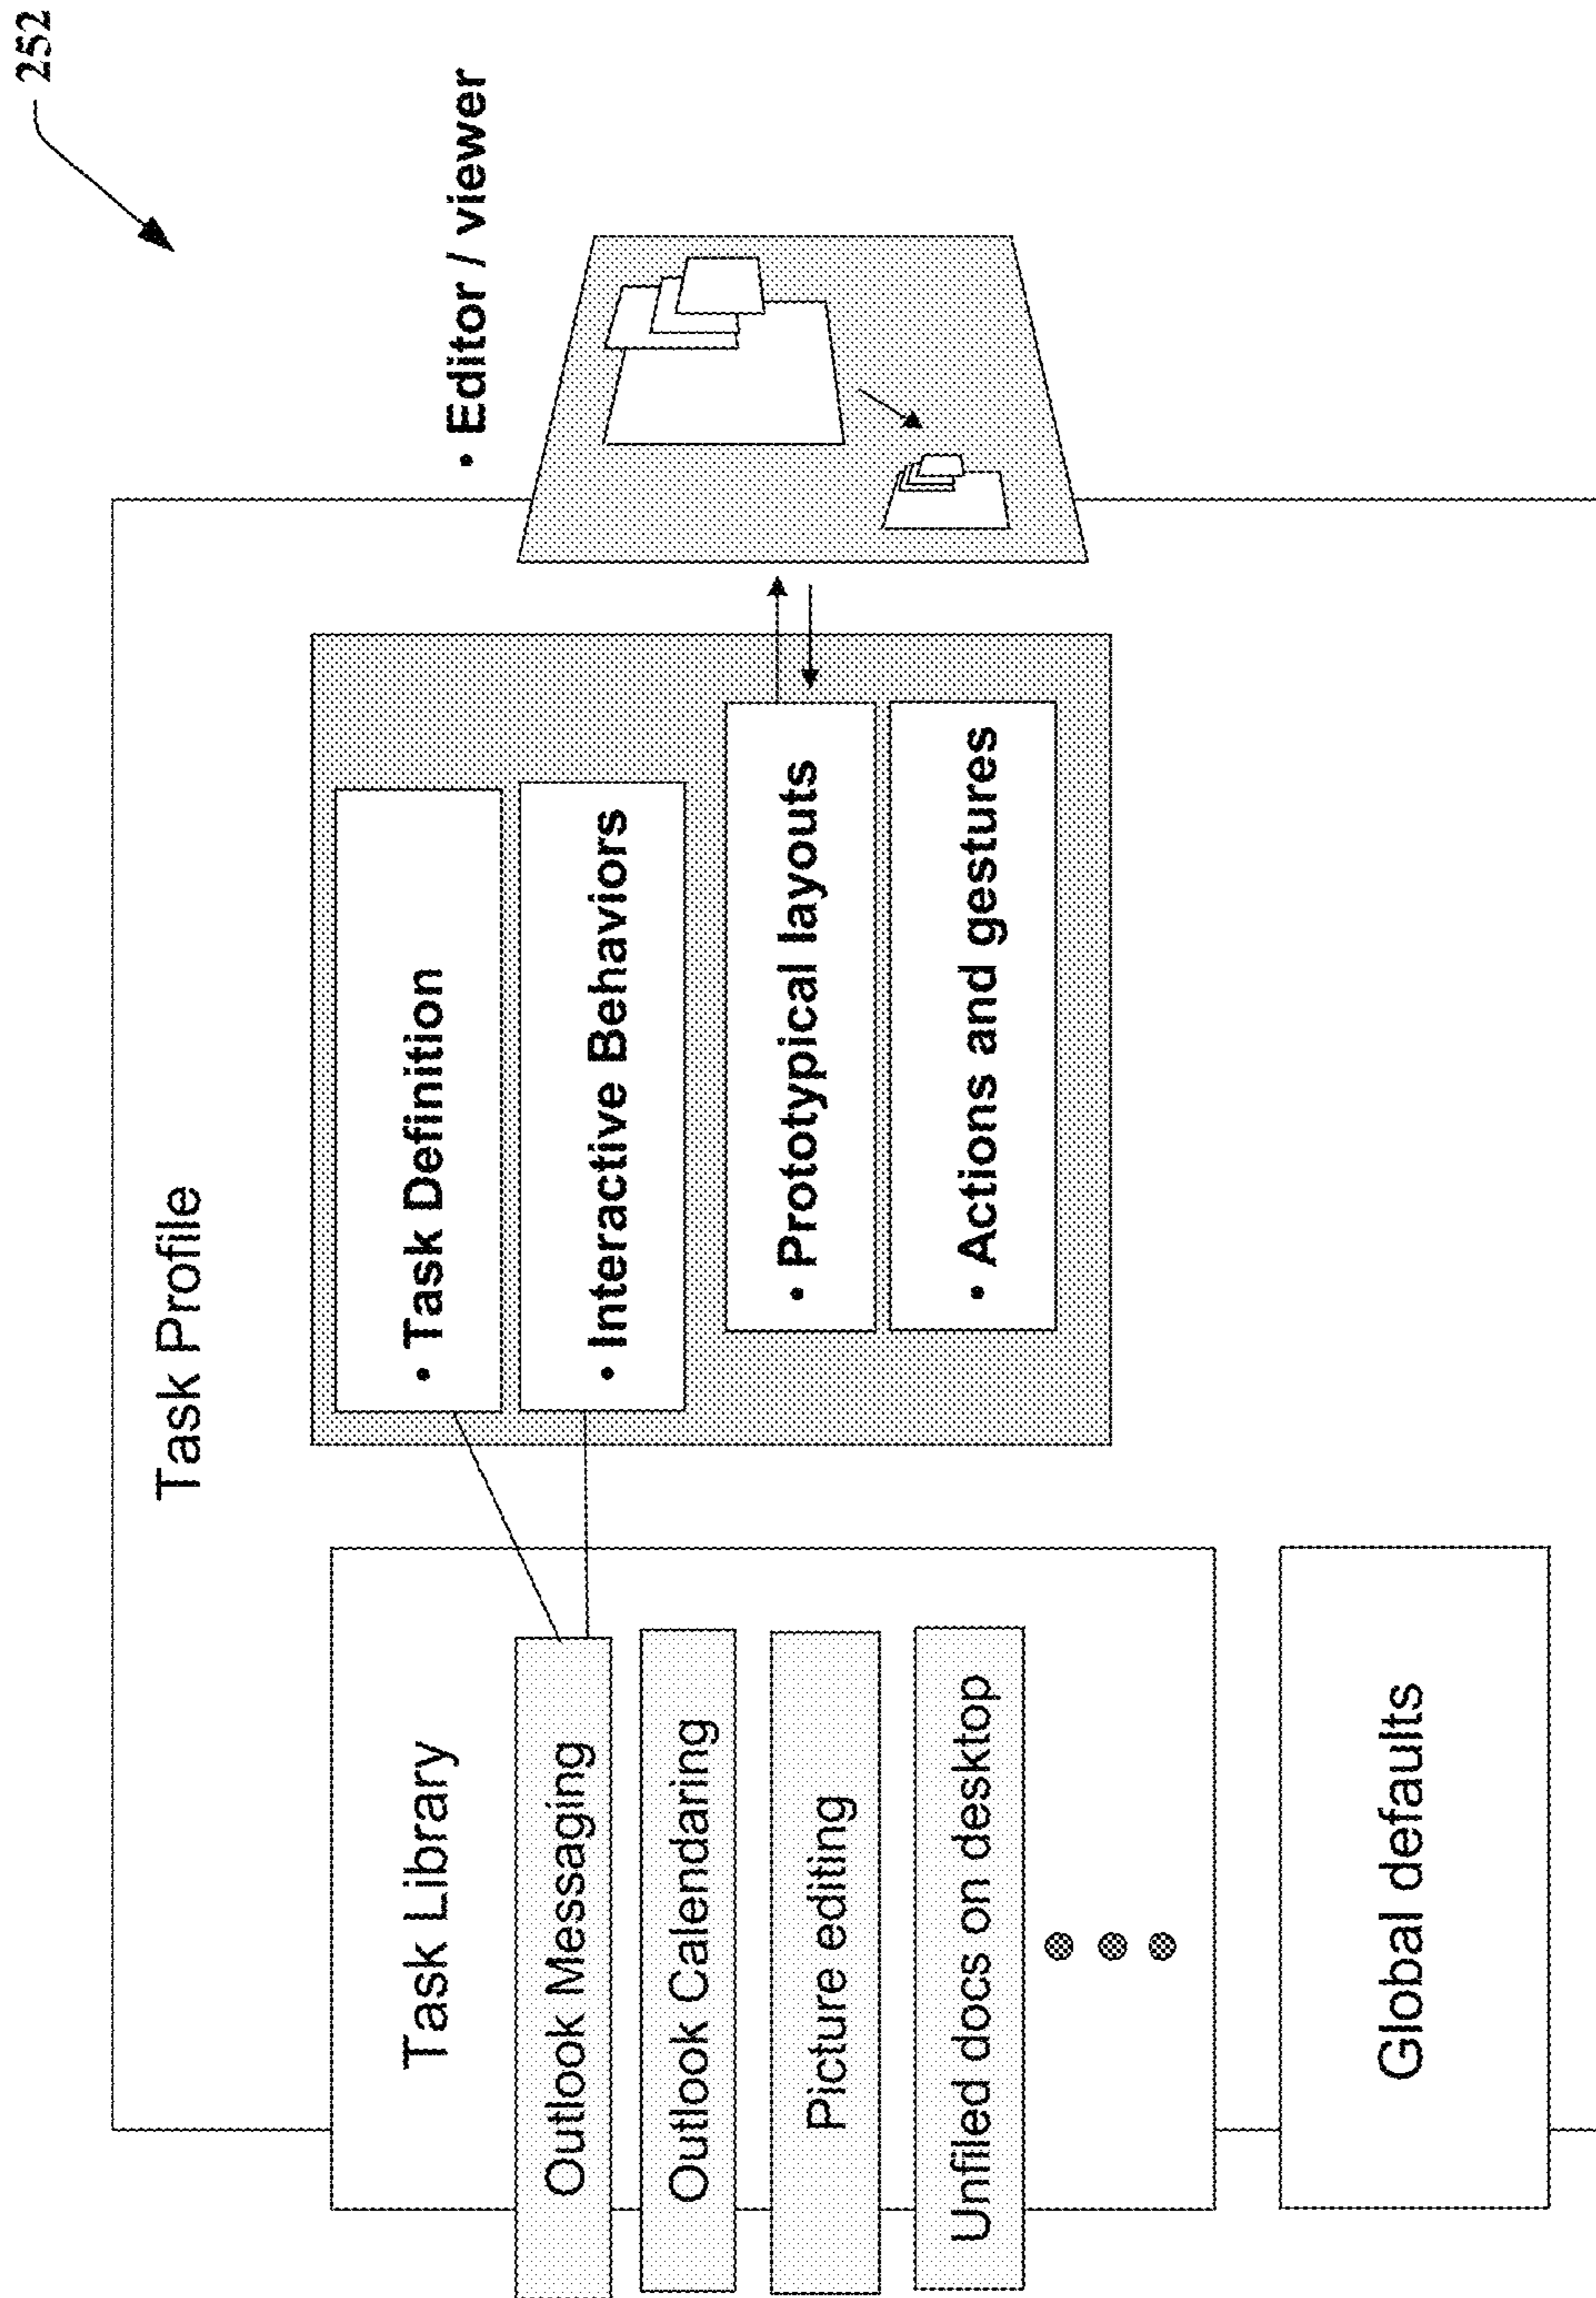 252
Task Profile
Task Library
Outlook Messaging
Outlook Calendaring
Picture editing
Unfiled docs on desktop
Global defaults
• Task Definition
• Interactive Behaviors
• Prototypical layouts
• Actions and gestures
• Editor / viewer